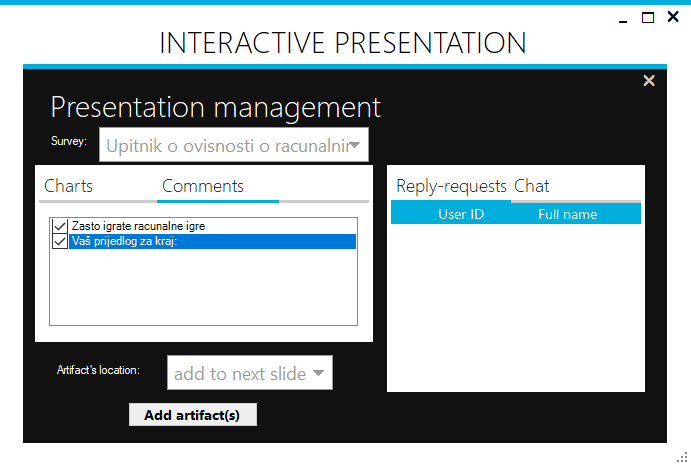 INTERACTIVE PRESENTATION
Presentation management
Survey:
Upitnik o ovisnosti o
Charts
Comments
Zasto igrate racunalne igre
Vaš prijedlog za kraj:
Reply-requests
Chat
User ID
Full name
Artifact's location:
add to next slide
Add artifact(s)